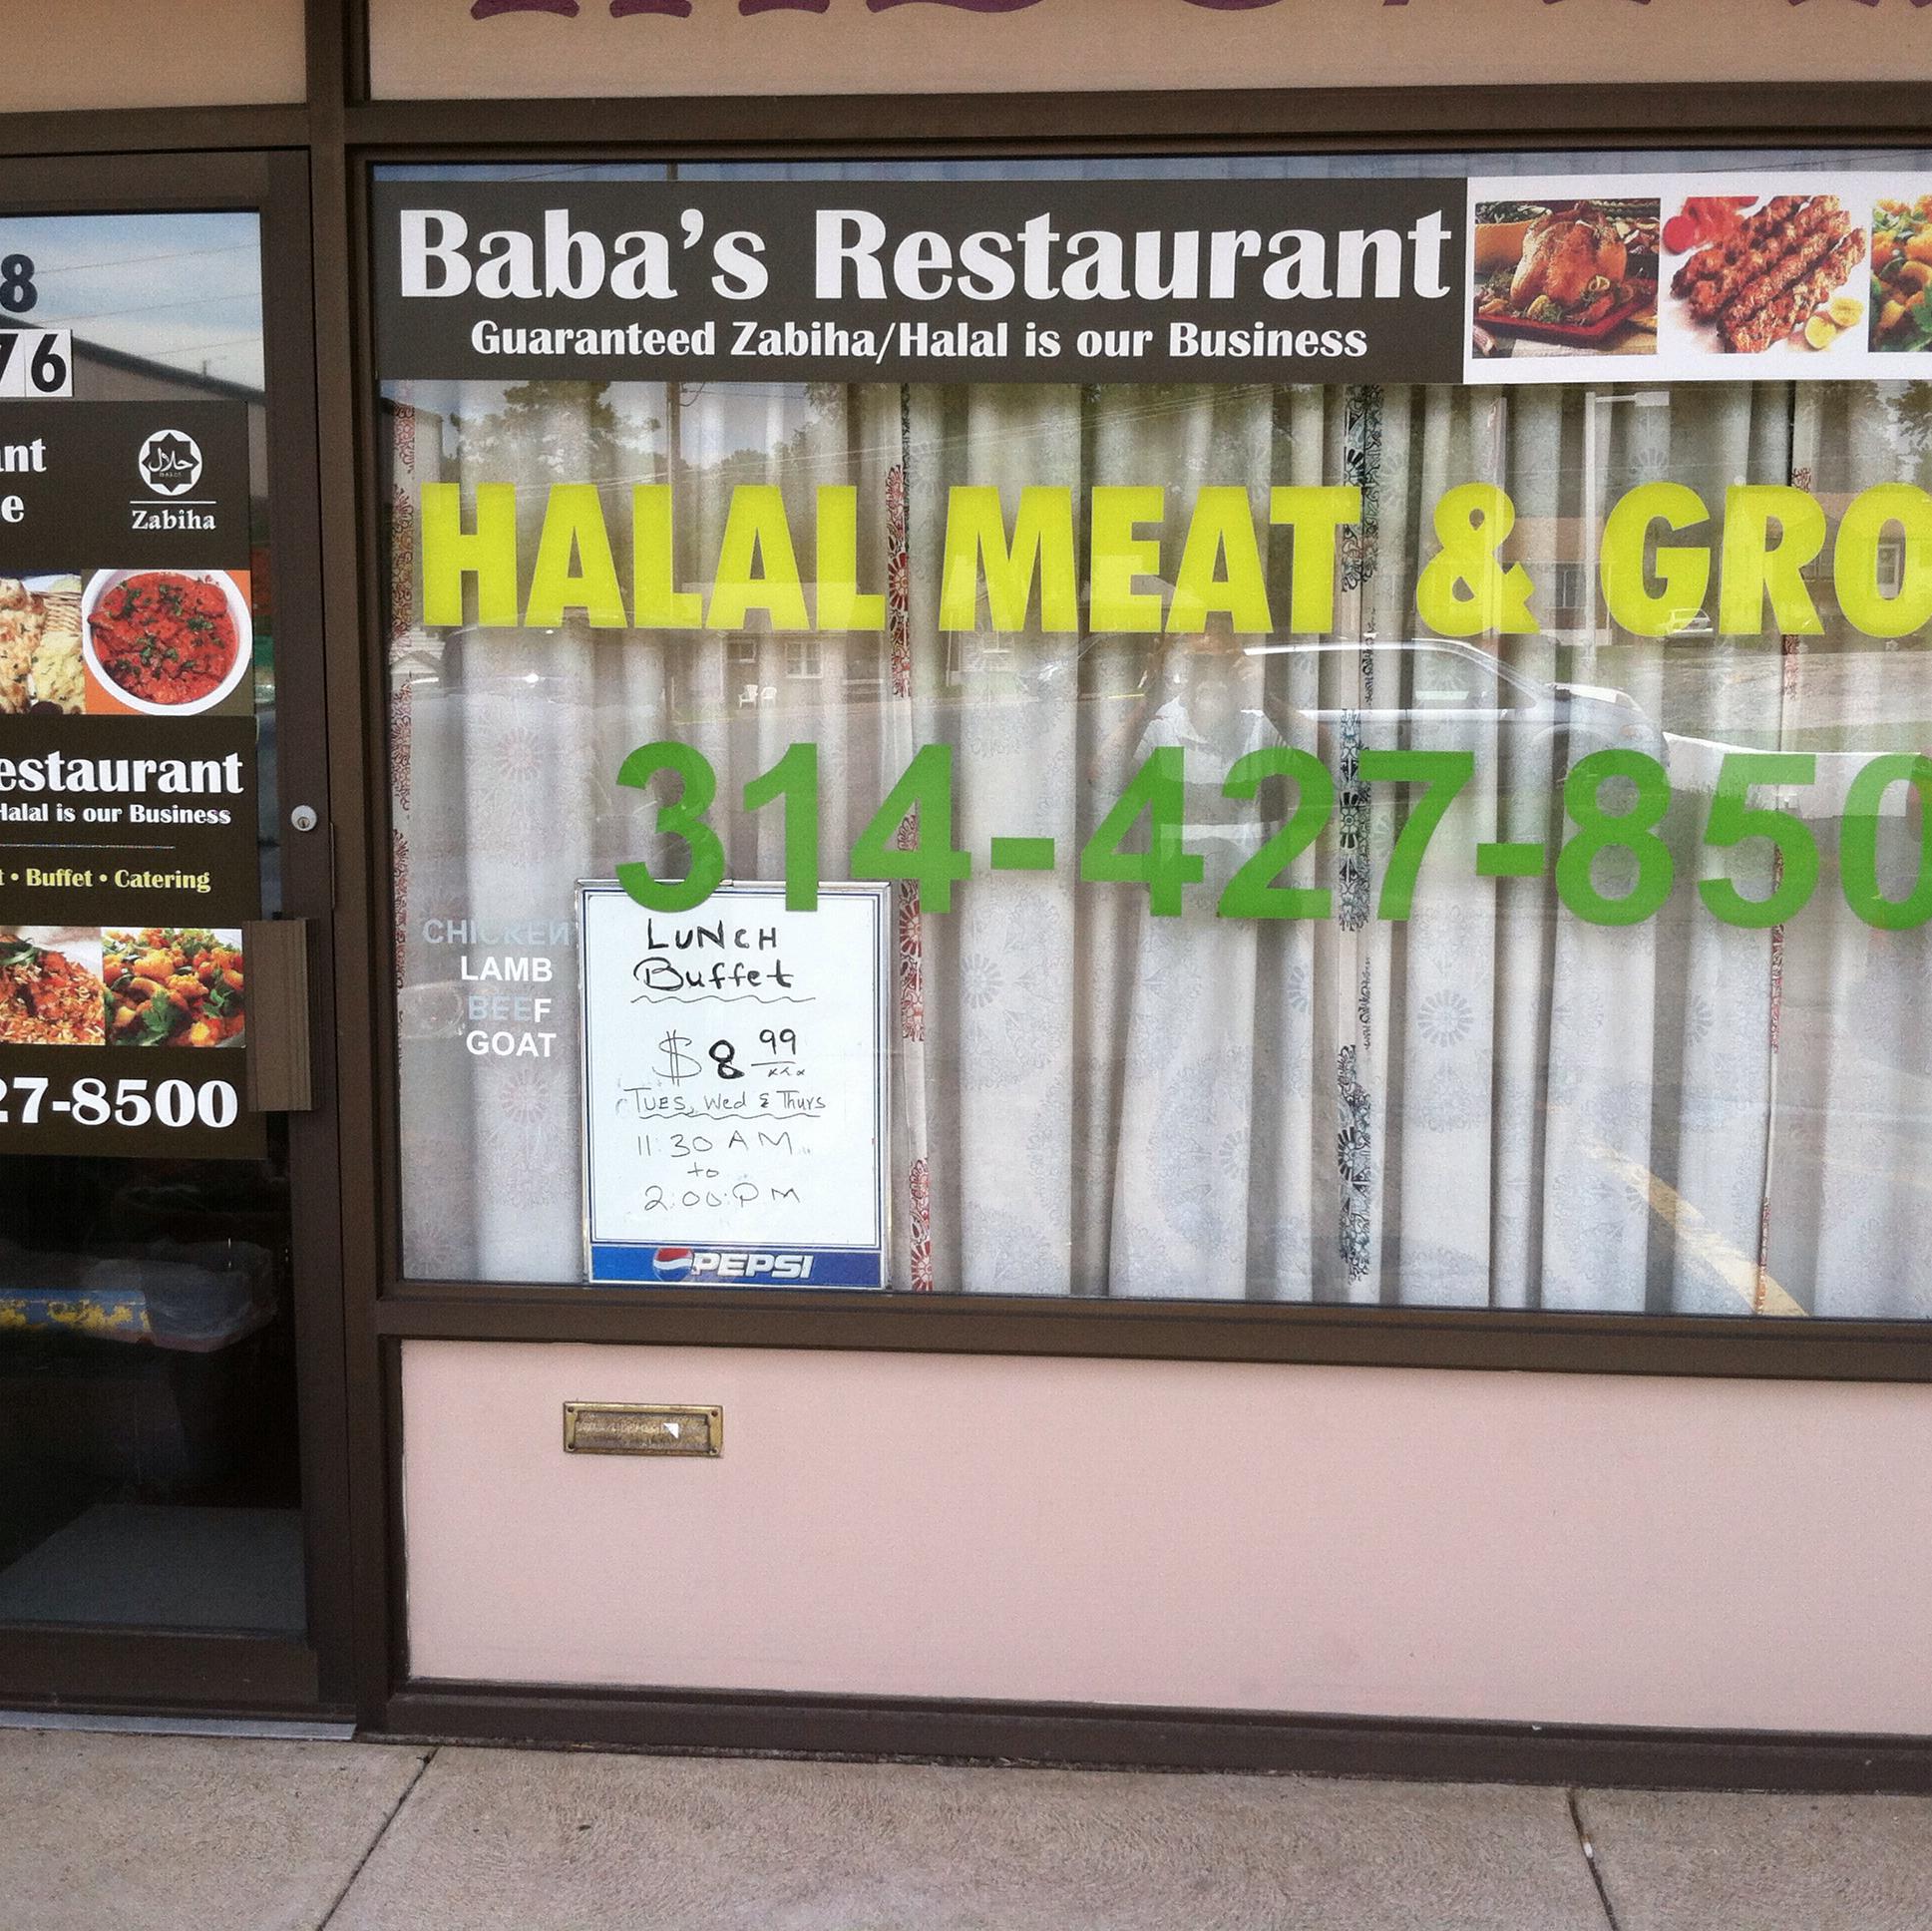 8
76
ant
e
حلال
Zabiha
estaurant
Halal is our Business
t • Buffet • Catering
27-8500
Baba's Restaurant
Guaranteed Zabiha/Halal is our Business
HALAL MEAT & GRO
314-427-850
CHICKEN
LAMB
BEEF
GOAT
LUNCH
Buffet
$8 99
TUES, Wed & Thurs
11:30 AM
to
2:00 PM
PEPSI